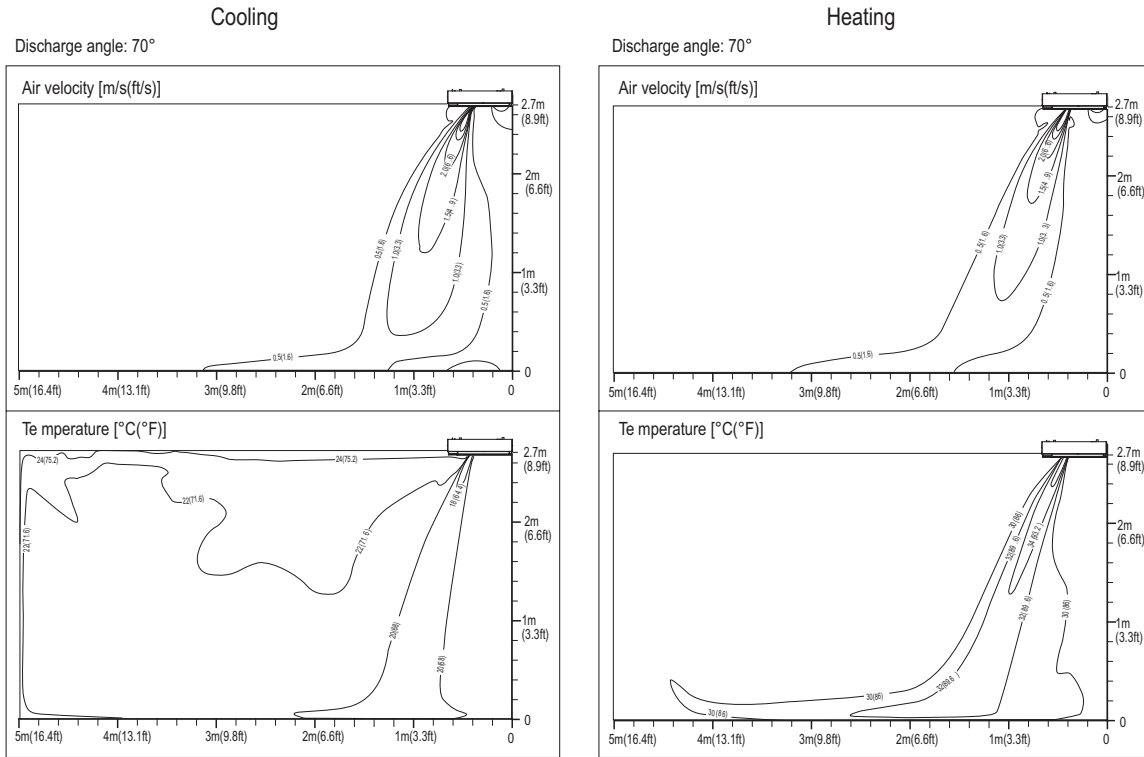 Cooling
Discharge angle: 70°
Air velocity [m/s(ft/s)]
2.7m
(8.9ft)
2.0(6 .6)
2m
(6.6ft)
1.5(4 .9)
0.5(1.6)
1.0(3.3)
1.0(3.3)
1m
(3.3ft)
0.5(1.6)
0.5(1.6)
0
5m(16.4ft) 4m(13.1ft) 3m(9.8ft) 2m(6.6ft) 1m(3.3ft) 0
Te mperature [°C(°F)]
2.7m
(8.9ft)
24(75.2)
24(75.2)
18(64.4)
22(71.6)
2m
(6.6ft)
22(71.6)
22(71.6)
1m
(3.3ft)
20(68)
20(68)
0
5m(16.4ft) 4m(13.1ft) 3m(9.8ft) 2m(6.6ft) 1m(3.3ft) 0
Heating
Discharge angle: 70°
Air velocity [m/s(ft/s)]
2.7m
(8.9ft)
2.0(6 .6)
2m
(6.6ft)
1.5(4 .9)
0.5(1.6)
1.0(3.3)
1.0(3. 3)
1m
(3.3ft)
0.5(1.6)
0.5(1.6)
0
5m(16.4ft) 4m(13.1ft) 3m(9.8ft) 2m(6.6ft) 1m(3.3ft) 0
Te mperature [°C(°F)]
2.7m
(8.9ft)
30(86)
34 (93.2)
2m
(6.6ft)
32(89 .6)
32(89 .6)
30 (86)
1m
(3.3ft)
32(89.6)
30(86)
30 (86)
0
5m(16.4ft) 4m(13.1ft) 3m(9.8ft) 2m(6.6ft) 1m(3.3ft) 0